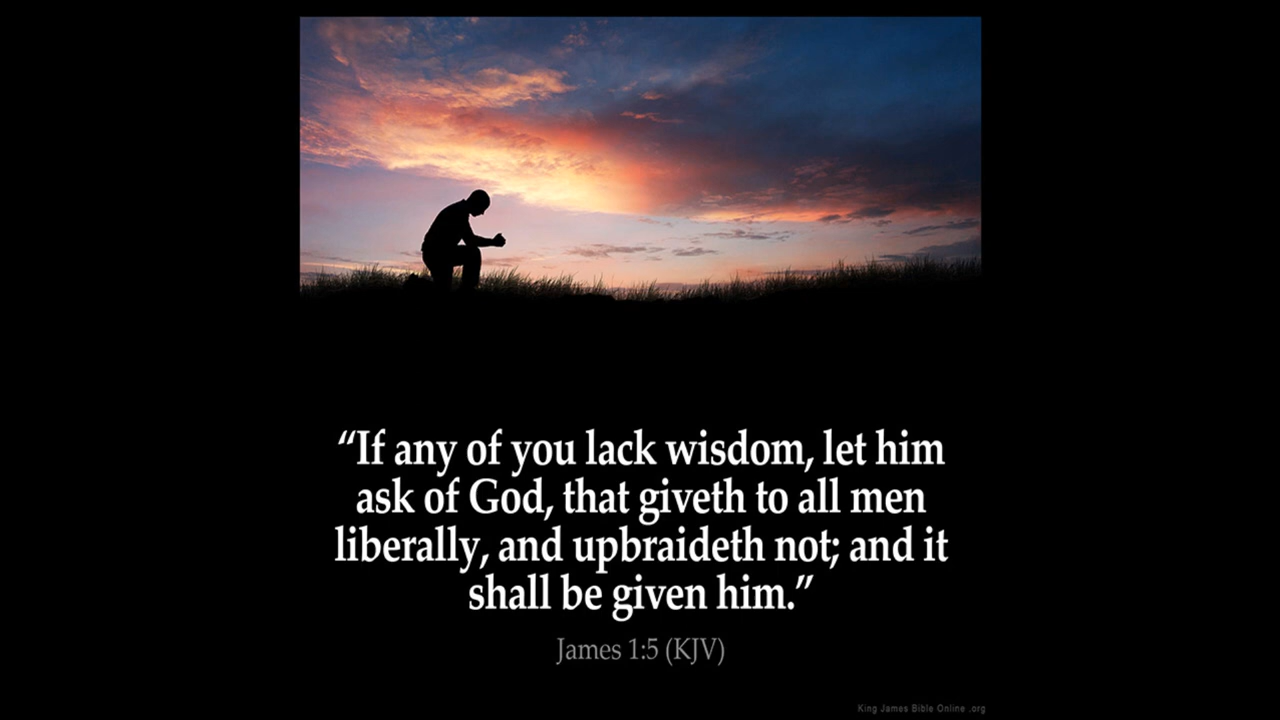 “If any of you lack wisdom, let him
ask of God, that giveth to all men
liberally, and upbraideth not; and it
shall be given him.”
James 1:5 (KJV)
King James Bible Online .org